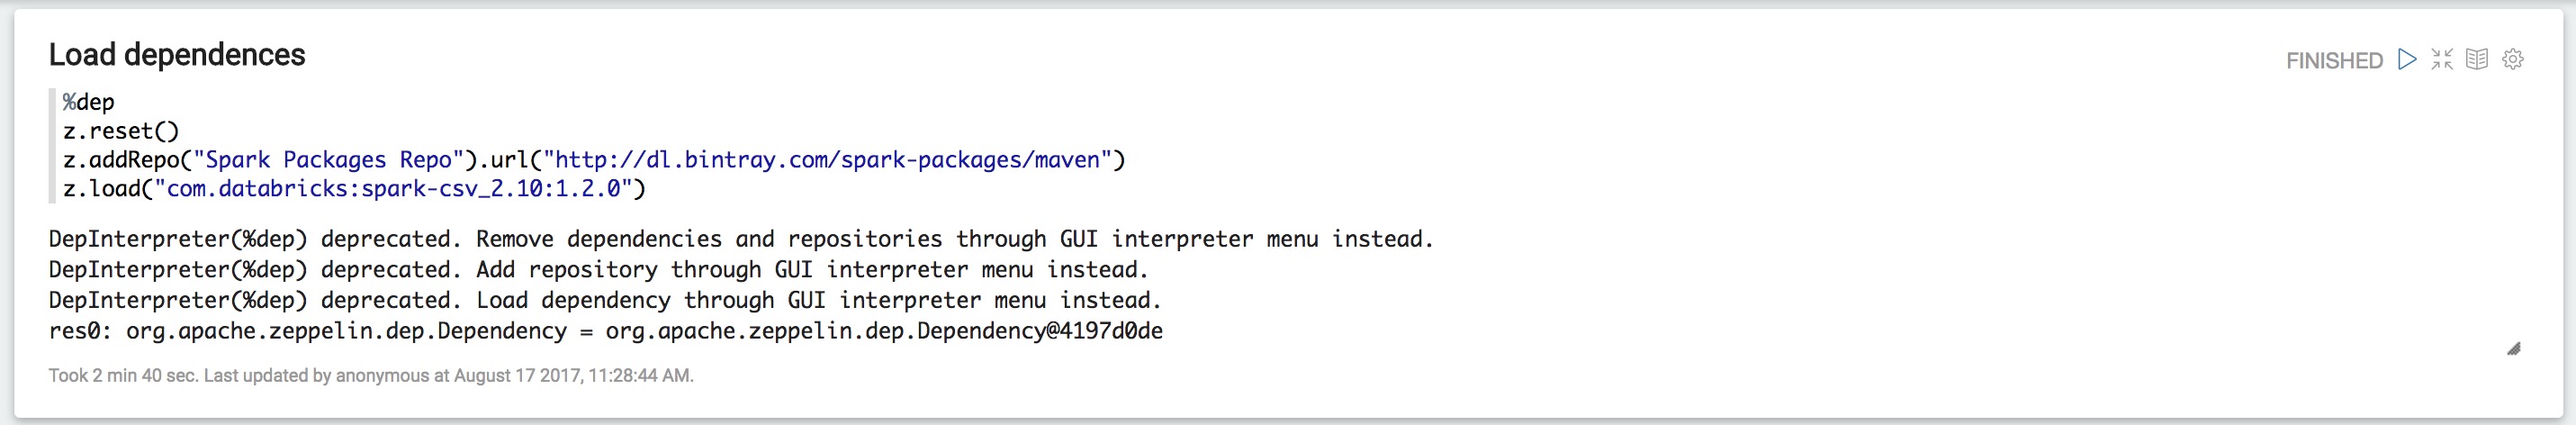 Load dependences
FINISHED
%dep
z.reset()
z.addRepo("Spark Packages Repo").url("http://dl.bintray.com/spark-packages/maven")
z.load("com.databricks:spark-csv_2.10:1.2.0")
DepInterpreter(%dep) deprecated. Remove dependencies and repositories through GUI interpreter menu instead.
DepInterpreter(%dep) deprecated. Add repository through GUI interpreter menu instead.
DepInterpreter(%dep) deprecated. Load dependency through GUI interpreter menu instead.
res0: org.apache.zeppelin.dep.Dependency = org.apache.zeppelin.dep.Dependency@4197d0de
Took 2 min 40 sec. Last updated by anonymous at August 17 2017, 11:28:44 AM.